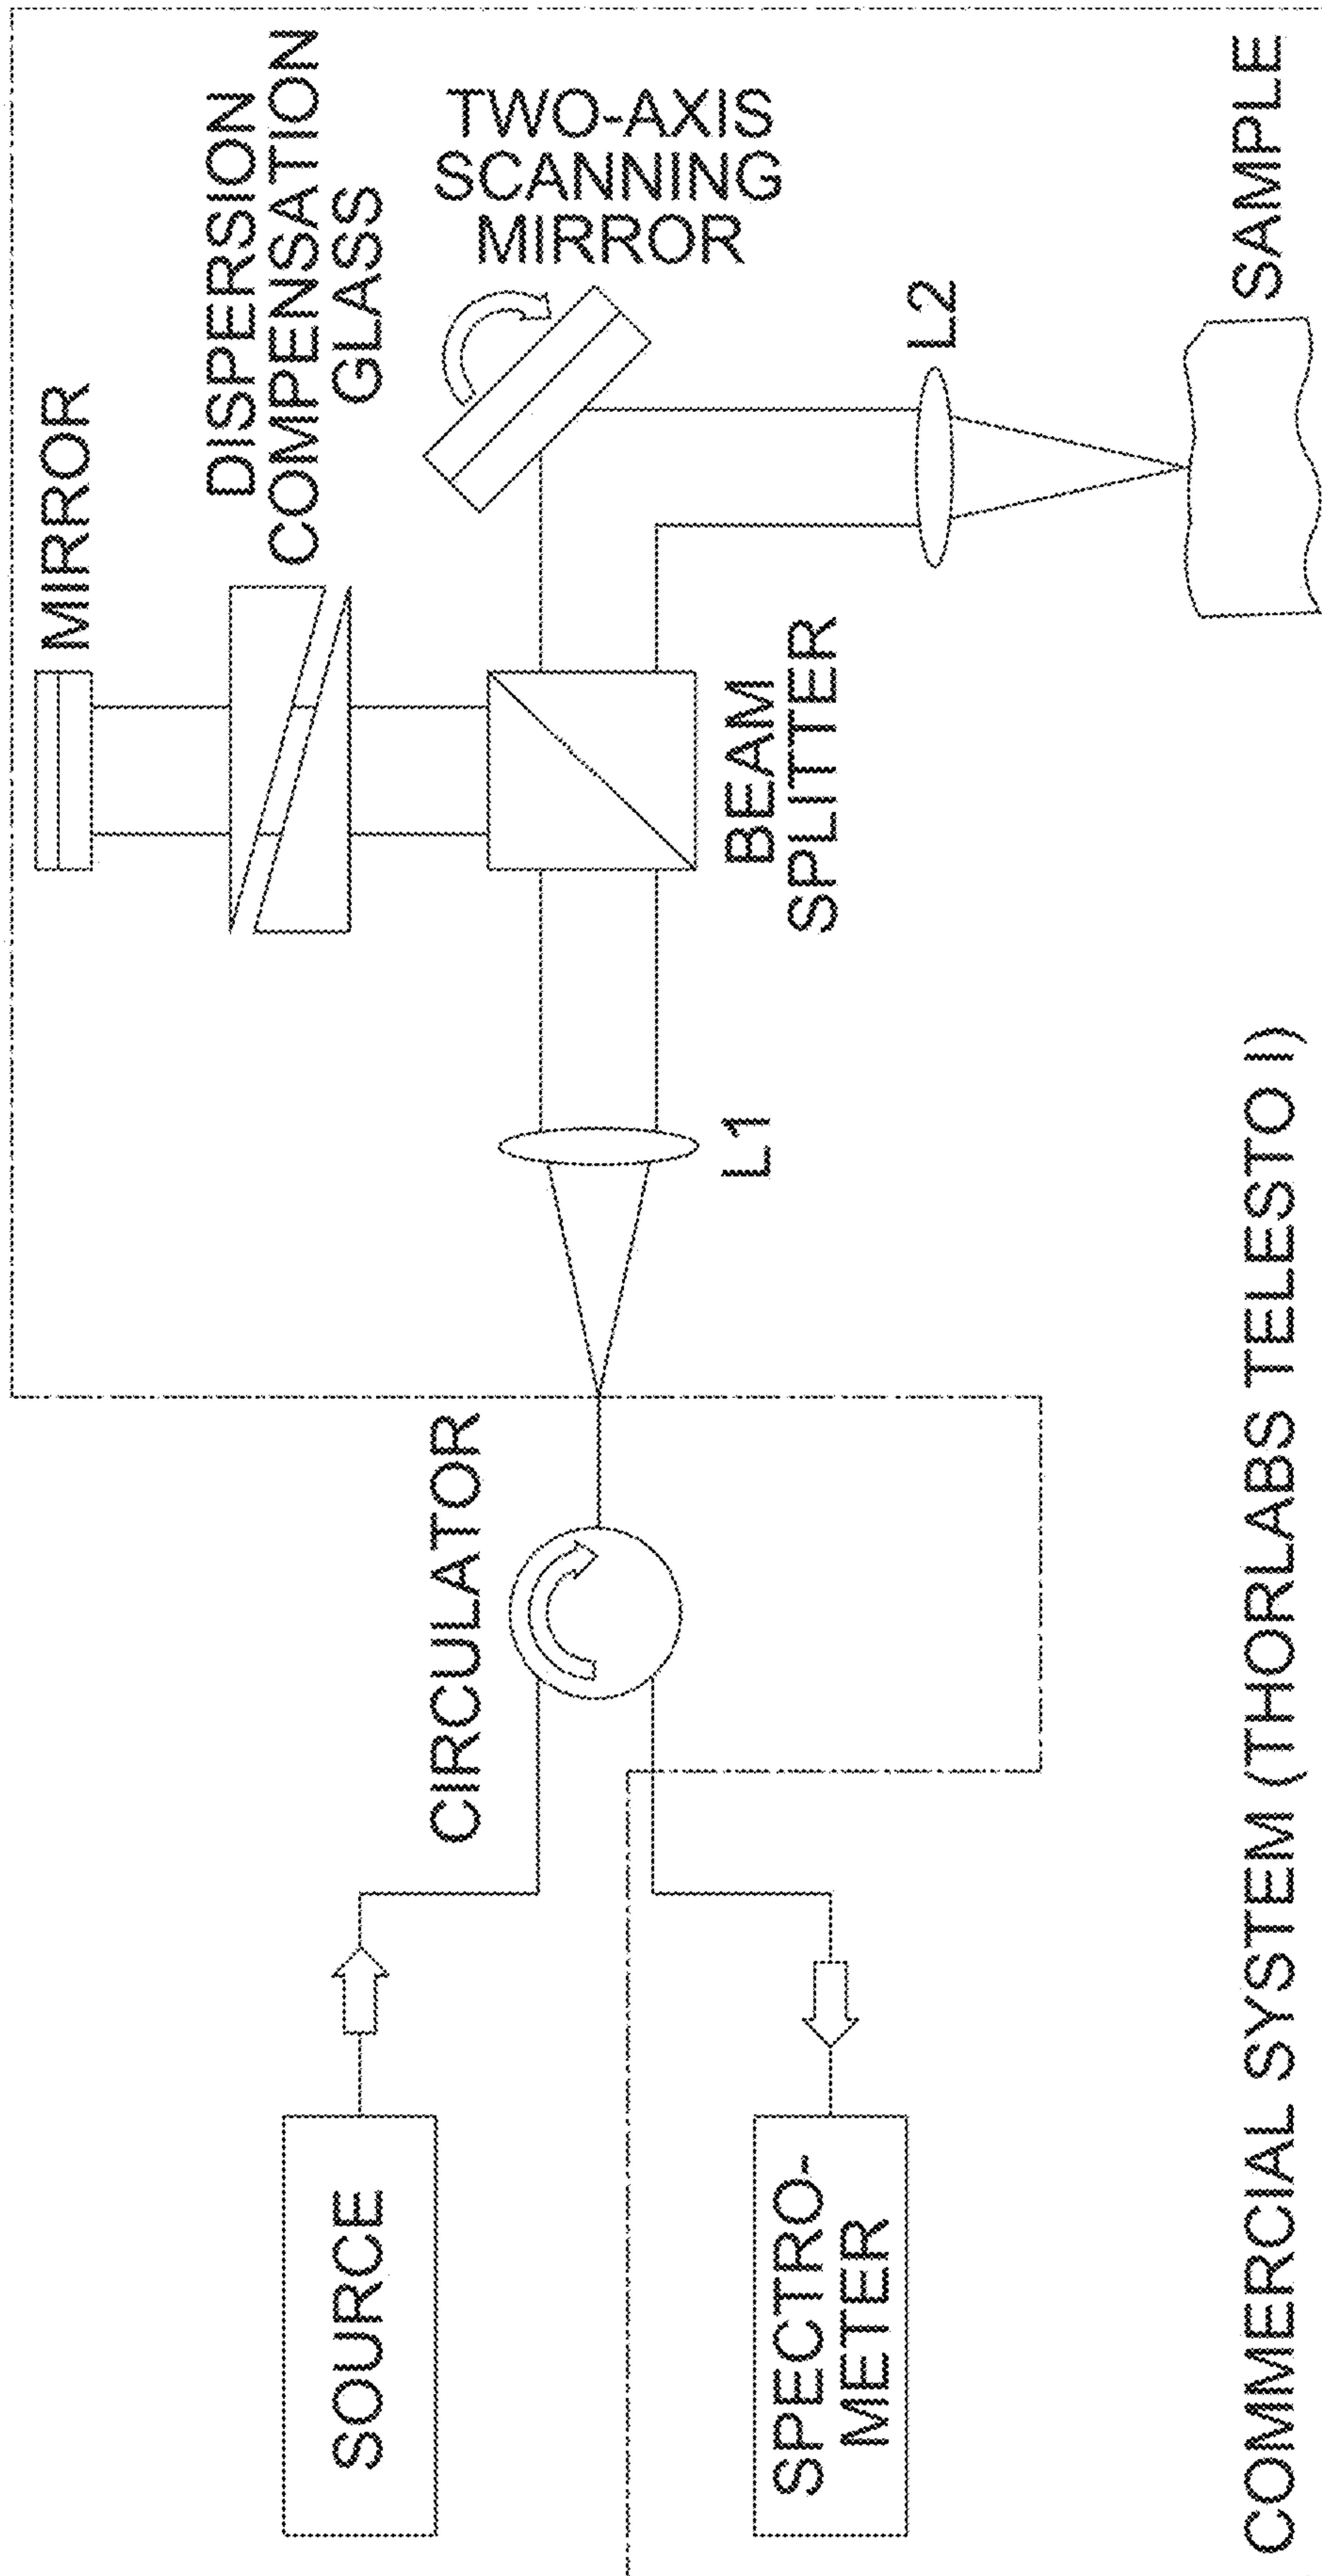 MIRROR
DISPERSION
COMPENSATION
GLASS
TWO-AXIS
SCANNING
MIRROR
CIRCULATOR
SOURCE
L1
BEAM
SPLITTER
L2
SPECTRO-
METER
SAMPLE
COMMERCIAL SYSTEM (THORLABS TELESTO I)